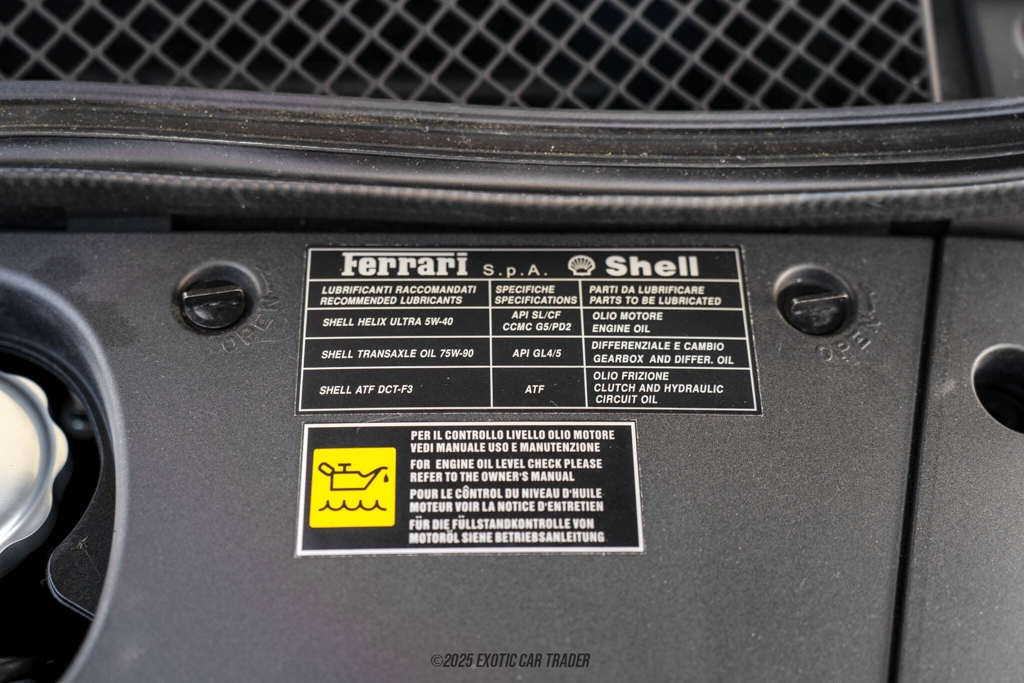 Ferrari S.p.A. Shell
LUBRIFICANTI RACCOMANDATI
RECOMMENDED LUBRICANTS
SPECIFICHE
SPECIFICATIONS
PARTI DA LUBRIFICARE
PARTS TO BE LUBRICATED
SHELL HELIX ULTRA 5W-40
API SL/CF
CCMC G5/PD2
OLIO MOTORE
ENGINE OIL
SHELL TRANSAXLE OIL 75W-90
API GL4/5
DIFFERENZIALE E CAMBIO
GEARBOX AND DIFFER. OIL
SHELL ATF DCT-F3
ATF
OLIO FRIZIONE
CLUTCH AND HYDRAULIC
CIRCUIT OIL
OPEN
OPEN
PER IL CONTROLLO LIVELLO OLIO MOTORE
VEDI MANUALE USO E MANUTENZIONE
FOR ENGINE OIL LEVEL CHECK PLEASE
REFER TO THE OWNER'S MANUAL
POUR LE CÔNTROL DU NIVEAU D'HUILE
MOTEUR VOIR LA NOTICE D'ENTRETIEN
FÜR DIE FÜLLSTANDKONTROLLE VON
MOTORÖL SIEHE BETRIEBSANLEITUNG
©2025 EXOTIC CAR TRADER